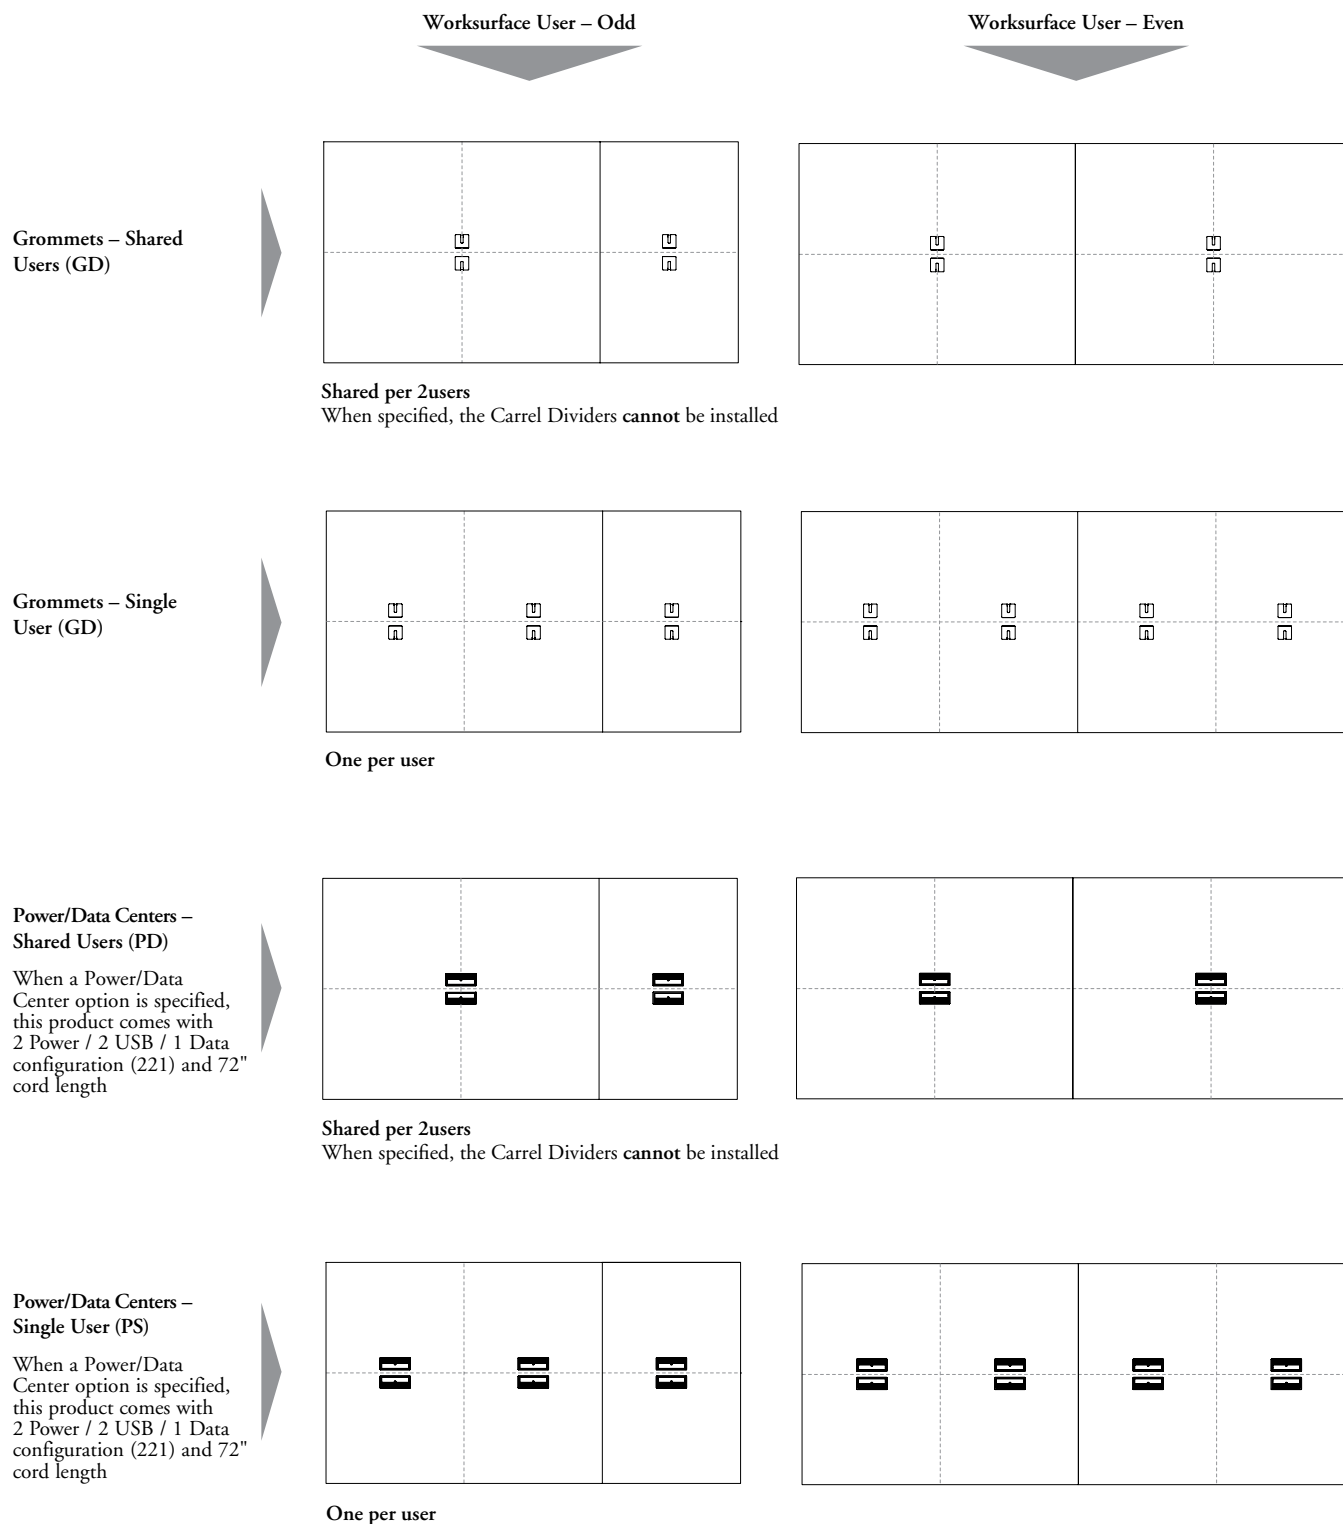 Worksurface User – Odd
Worksurface User – Even
Grommets – Shared
Users (GD)
Shared per 2users
When specified, the Carrel Dividers cannot be installed
Grommets – Single
User (GD)
One per user
Power/Data Centers –
Shared Users (PD)
When a Power/Data
Center option is specified,
this product comes with
2 Power / 2 USB / 1 Data
configuration (221) and 72"
cord length
Shared per 2users
When specified, the Carrel Dividers cannot be installed
Power/Data Centers –
Single User (PS)
When a Power/Data
Center option is specified,
this product comes with
2 Power / 2 USB / 1 Data
configuration (221) and 72"
cord length
One per user